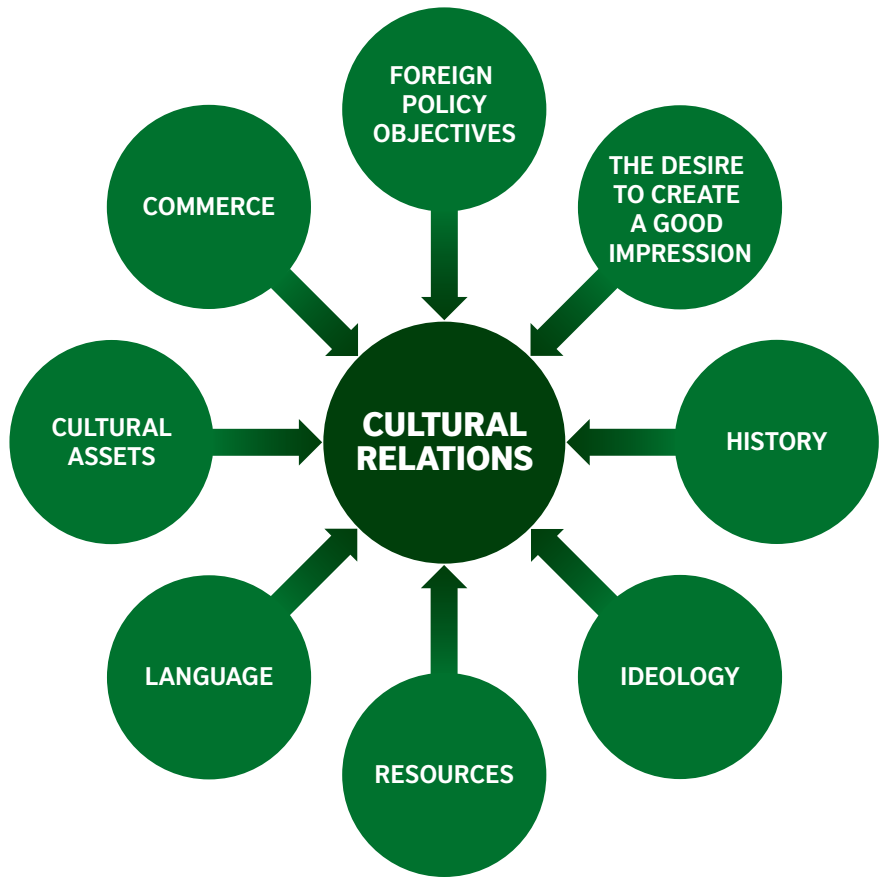 FOREIGN
POLICY
OBJECTIVES
THE DESIRE
TO CREATE
A GOOD
IMPRESSION
COMMERCE
CULTURAL
ASSETS
CULTURAL
RELATIONS
HISTORY
LANGUAGE
IDEOLOGY
RESOURCES